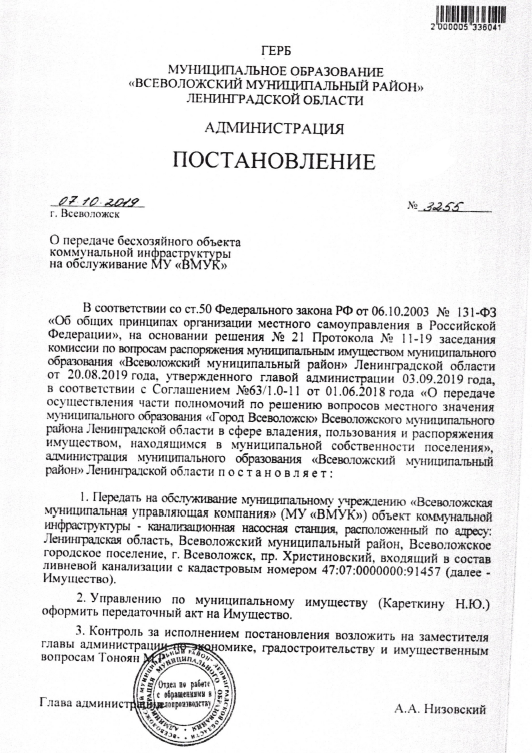 2 000005 336041
ГЕРБ
МУНИЦИПАЛЬНОЕ ОБРАЗОВАНИЕ
«ВСЕВОЛОЖСКИЙ МУНИЦИПАЛЬНЫЙ РАЙОН»
ЛЕНИНГРАДСКОЙ ОБЛАСТИ
АДМИНИСТРАЦИЯ
ПОСТАНОВЛЕНИЕ
07.10.2019 № 3255
г. Всеволожск
О передаче бесхозяйного объекта
коммунальной инфраструктуры
на обслуживание МУ «ВМУК»
В соответствии со ст.50 Федерального закона РФ от 06.10.2003 № 131-ФЗ
«Об общих принципах организации местного самоуправления в Российской
Федерации», на основании решения № 21 Протокола № 11-19 заседания
комиссии по вопросам распоряжения муниципальным имуществом муниципального
образования «Всеволожский муниципальный район» Ленинградской области
от 20.08.2019 года, утвержденного главой администрации 03.09.2019 года,
в соответствии с Соглашением №63/1.0-11 от 01.06.2018 года «О передаче
осуществления части полномочий по решению вопросов местного значения
муниципального образования «Город Всеволожск» Всеволожского муниципального
района Ленинградской области в сфере владения, пользования и распоряжения
имуществом, находящимся в муниципальной собственности поселения»,
администрация муниципального образования «Всеволожский муниципальный
район» Ленинградской области п о с т а н о в л я е т :
1. Передать на обслуживание муниципальному учреждению «Всеволожская
муниципальная управляющая компания» (МУ «ВМУК») объект коммунальной
инфраструктуры - канализационная насосная станция, расположенный по адресу:
Ленинградская область, Всеволожский муниципальный район, Всеволожское
городское поселение, г. Всеволожск, пр. Христиновский, входящий в состав
ливневой канализации с кадастровым номером 47:07:0000000:91457 (далее -
Имущество).
2. Управлению по муниципальному имуществу (Кареткину Н.Ю.)
оформить передаточный акт на Имущество.
3. Контроль за исполнением постановления возложить на заместителя
главы администрации по экономике, градостроительству и имущественным
вопросам Тоноян М.
Отдел по работе
с обращениями и
делопроизводству
Глава администрации А.А. Низовский